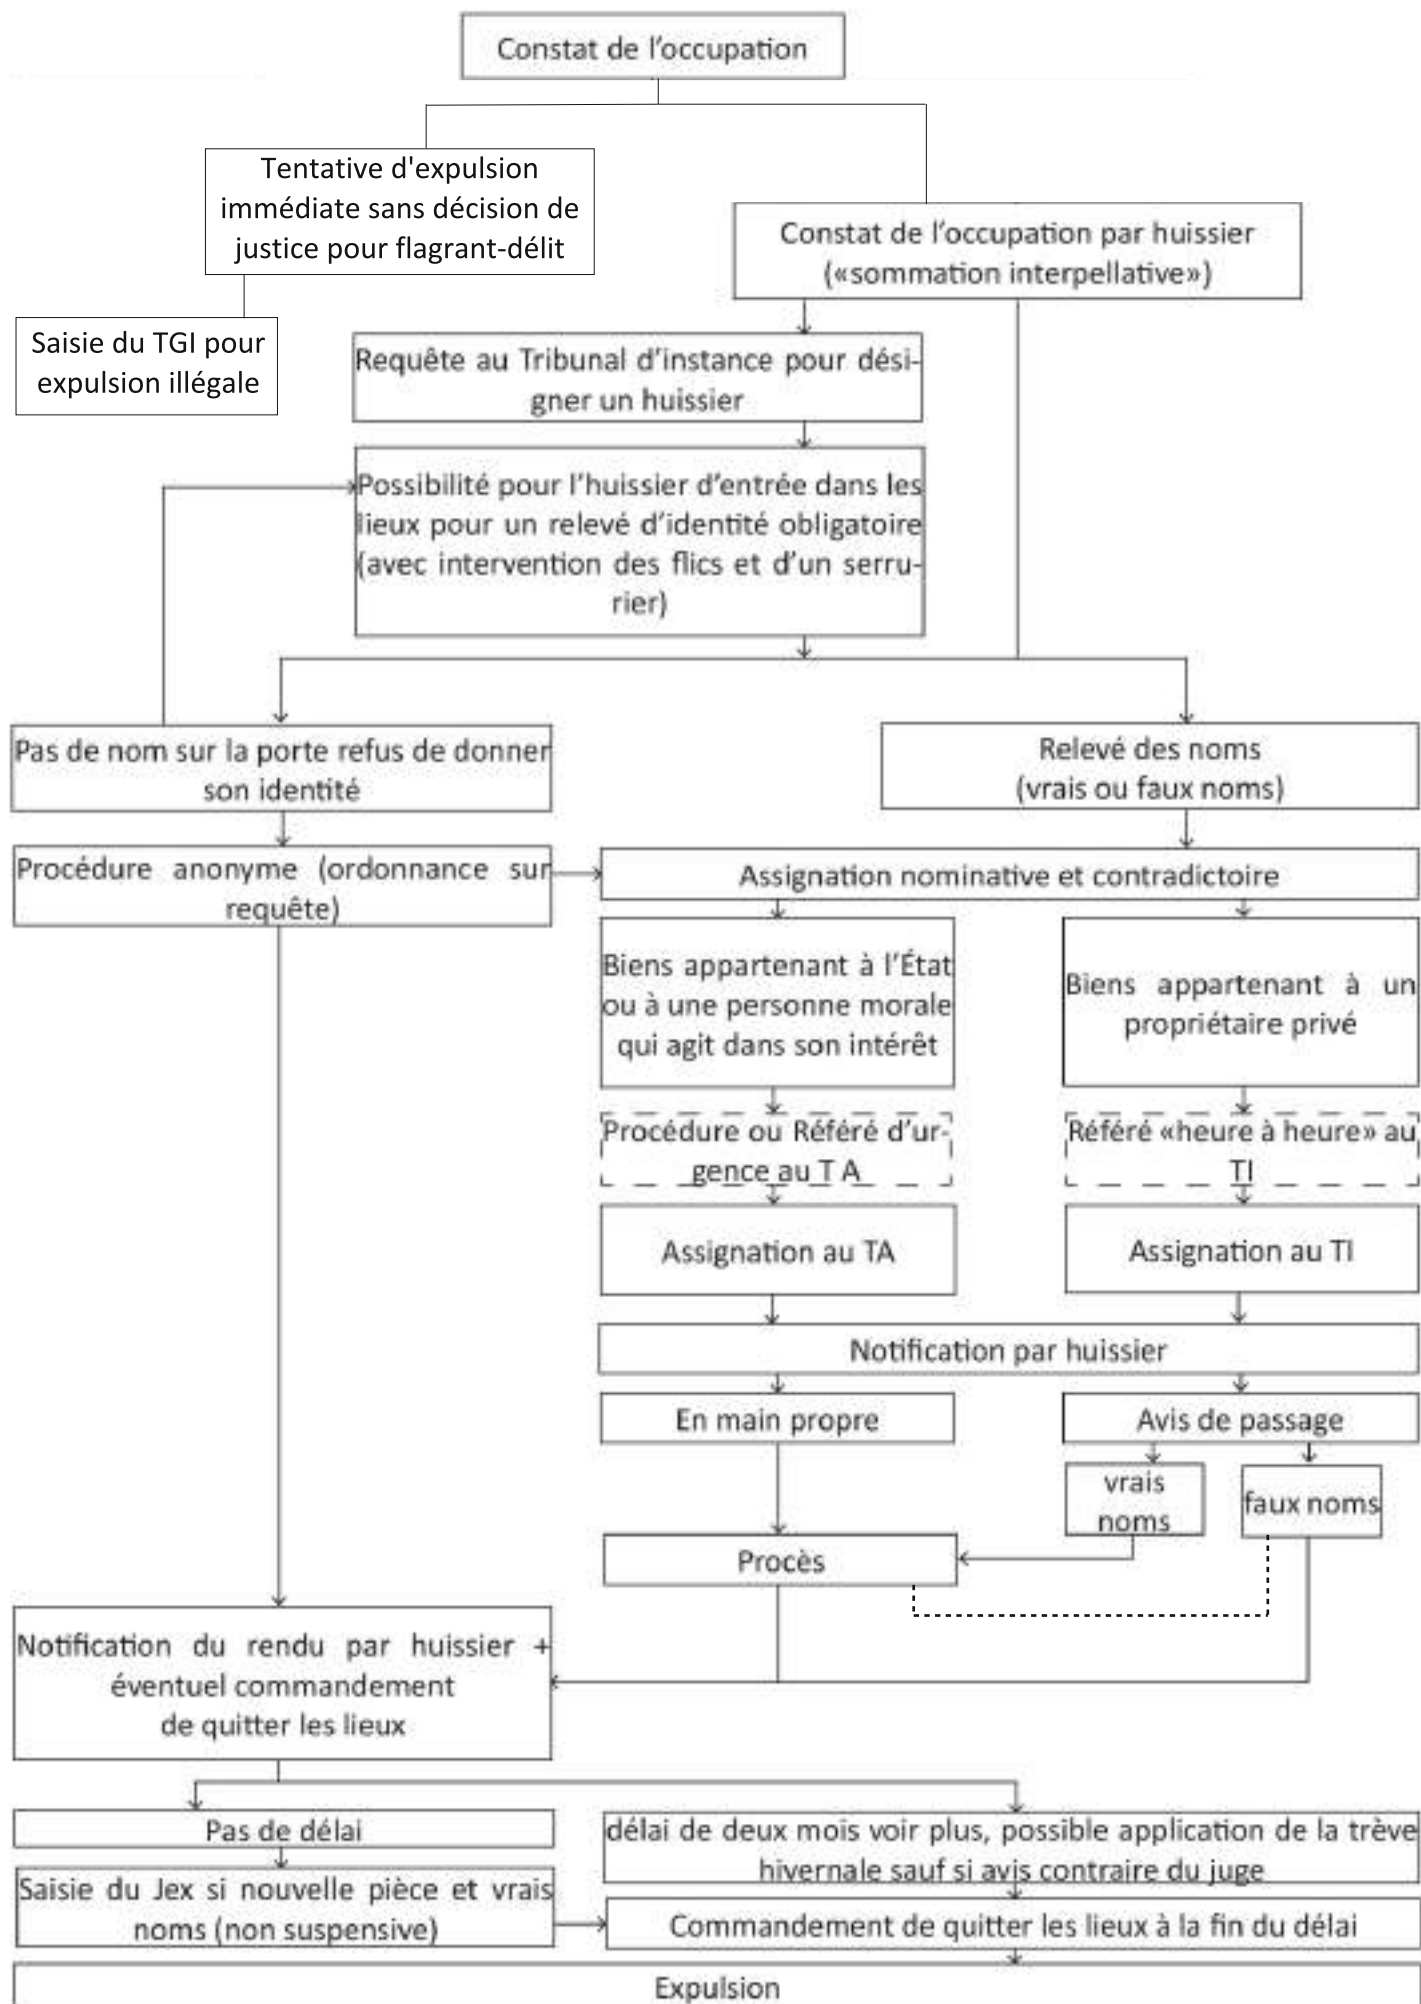 Constat de l'occupation
Tentative d'expulsion
immédiate sans décision de
justice pour flagrant-délit
Constat de l'occupation par huissier
(«sommation interpellative»)
Saisie du TGI pour
expulsion illégale
Requête au Tribunal d'instance pour dési-
gner un huissier
Possibilité pour l'huissier d'entrée dans les
lieux pour un relevé d'identité obligatoire
(avec intervention des flics et d'un serru-
rier)
Pas de nom sur la porte refus de donner
son identité
Relevé des noms
(vrais ou faux noms)
Procédure anonyme (ordonnance sur
requête)
Assignation nominative et contradictoire
Biens appartenant à l'État
ou à une personne morale
qui agit dans son intérêt
Biens appartenant à un
propriétaire privé
Procédure ou Référé d'ur-
gence au T A
Référé «heure à heure» au
TI
Assignation au TA
Assignation au TI
Notification par huissier
En main propre
Avis de passage
vrais
noms
faux noms
Procès
Notification du rendu par huissier +
éventuel commandement
de quitter les lieux
Pas de délai
délai de deux mois voir plus, possible application de la trève
hivernale sauf si avis contraire du juge
Saisie du Jex si nouvelle pièce et vrais
noms (non suspensive)
Commandement de quitter les lieux à la fin du délai
Expulsion